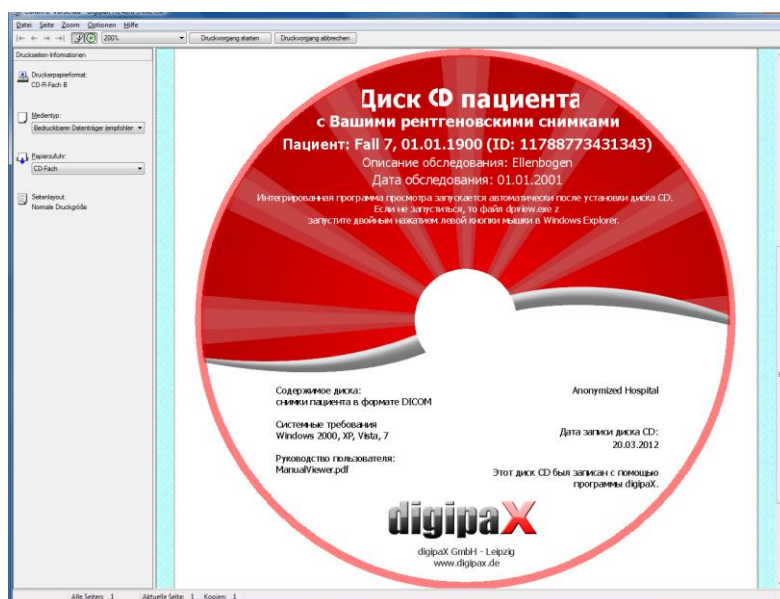 Datei Seite Zoom Optionen Hilfe
200% Druckvorgang starten Druckvorgang abbrechen
Druckseiten-Informationen
Druckerpapierformat:
CD-R-Fach B
Medientyp:
Bedruckbarer Datenträger (empfohler
Papierzufuhr:
CD-Fach
Seitenlayout:
Normale Druckgröße
Диск CD пациента
с Вашими рентгеновскими снимками
Пациент: Fall 7, 01.01.1900 (ID: 11788773431343)
Описание обследования: Ellenbogen
Дата обследования: 01.01.2001
Интегрированная программа просмотра запускается автоматически после установки диска CD.
Если не запуститься, то файл dpview.exe z
запустите двойным нажатием левой кнопки мышки в Windows Explorer.
Содержимое диска:
снимки пациента в формате DICOM
Системные требования
Windows 2000, XP, Vista, 7
Руководство пользователя:
ManualViewer.pdf
Anonymized Hospital
Дата записи диска CD:
20.03.2012
Этот диск CD был записан с помощью
программы digipaX.
digipaX
digipaX GmbH - Leipzig
www.digipax.de
Alle Seiten: 1 Aktuelle Seite: 1 Kopien: 1